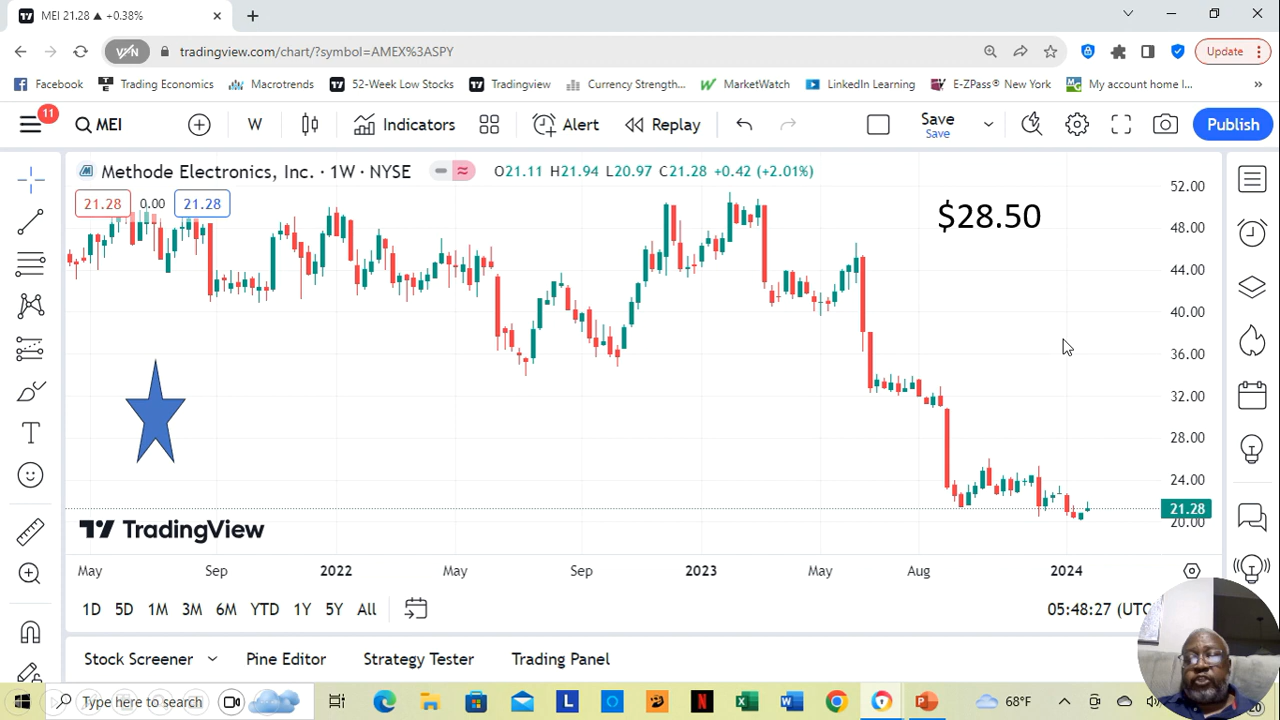 MEI 21.28 ▲ +0.38%
tradingview.com/chart/?symbol=AMEX%3ASPY
Update
Facebook
Trading Economics
Macrotrends
52-Week Low Stocks
Tradingview
Currency Strength...
MarketWatch
LinkedIn Learning
E-ZPass® New York
My account home l...
»
11
MEI
W
Indicators
Alert
Replay
Save
Save
Publish
Methode Electronics, Inc. · 1W · NYSE
O21.11 H21.94 L20.97 C21.28 +0.42 (+2.01%)
21.28
0.00
21.28
$28.50
52.00
48.00
44.00
40.00
36.00
32.00
28.00
24.00
21.28
20.00
TradingView
May
Sep
2022
May
Sep
2023
May
Aug
2024
1D 5D 1M 3M 6M YTD 1Y 5Y All
05:48:27 (UTC
Stock Screener
Pine Editor
Strategy Tester
Trading Panel
Type here to search
68°F